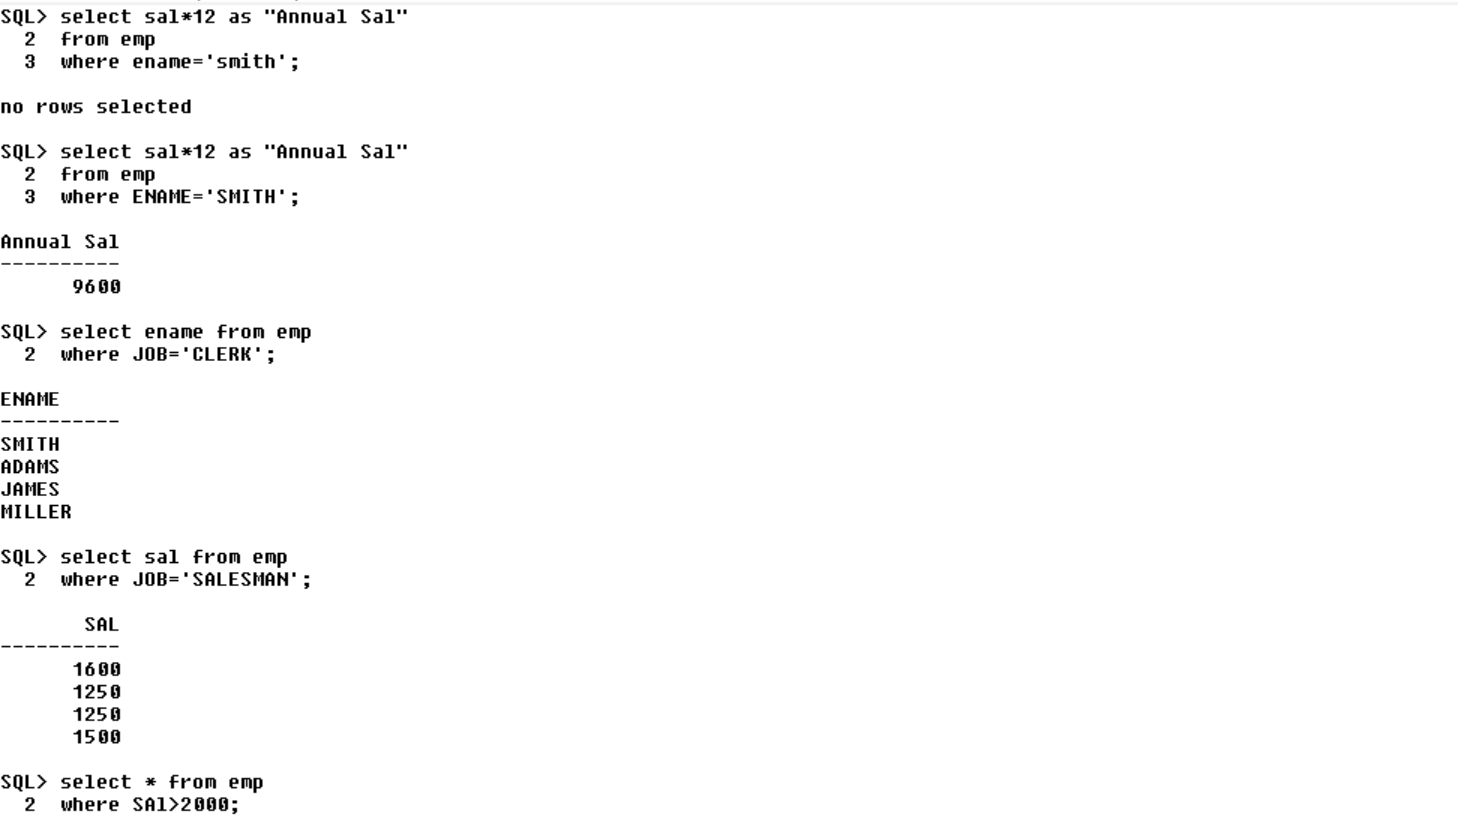 SQL> select sal*12 as "Annual Sal"
  2  from emp
  3  where ename='smith';
no rows selected
SQL> select sal*12 as "Annual Sal"
  2  from emp
  3  where ENAME='SMITH';
Annual Sal
----------
      9600
SQL> select ename from emp
  2  where JOB='CLERK';
ENAME
----------
SMITH
ADAMS
JAMES
MILLER
SQL> select sal from emp
  2  where JOB='SALESMAN';
       SAL
----------
      1600
      1250
      1250
      1500
SQL> select * from emp
  2  where SAl>2000;